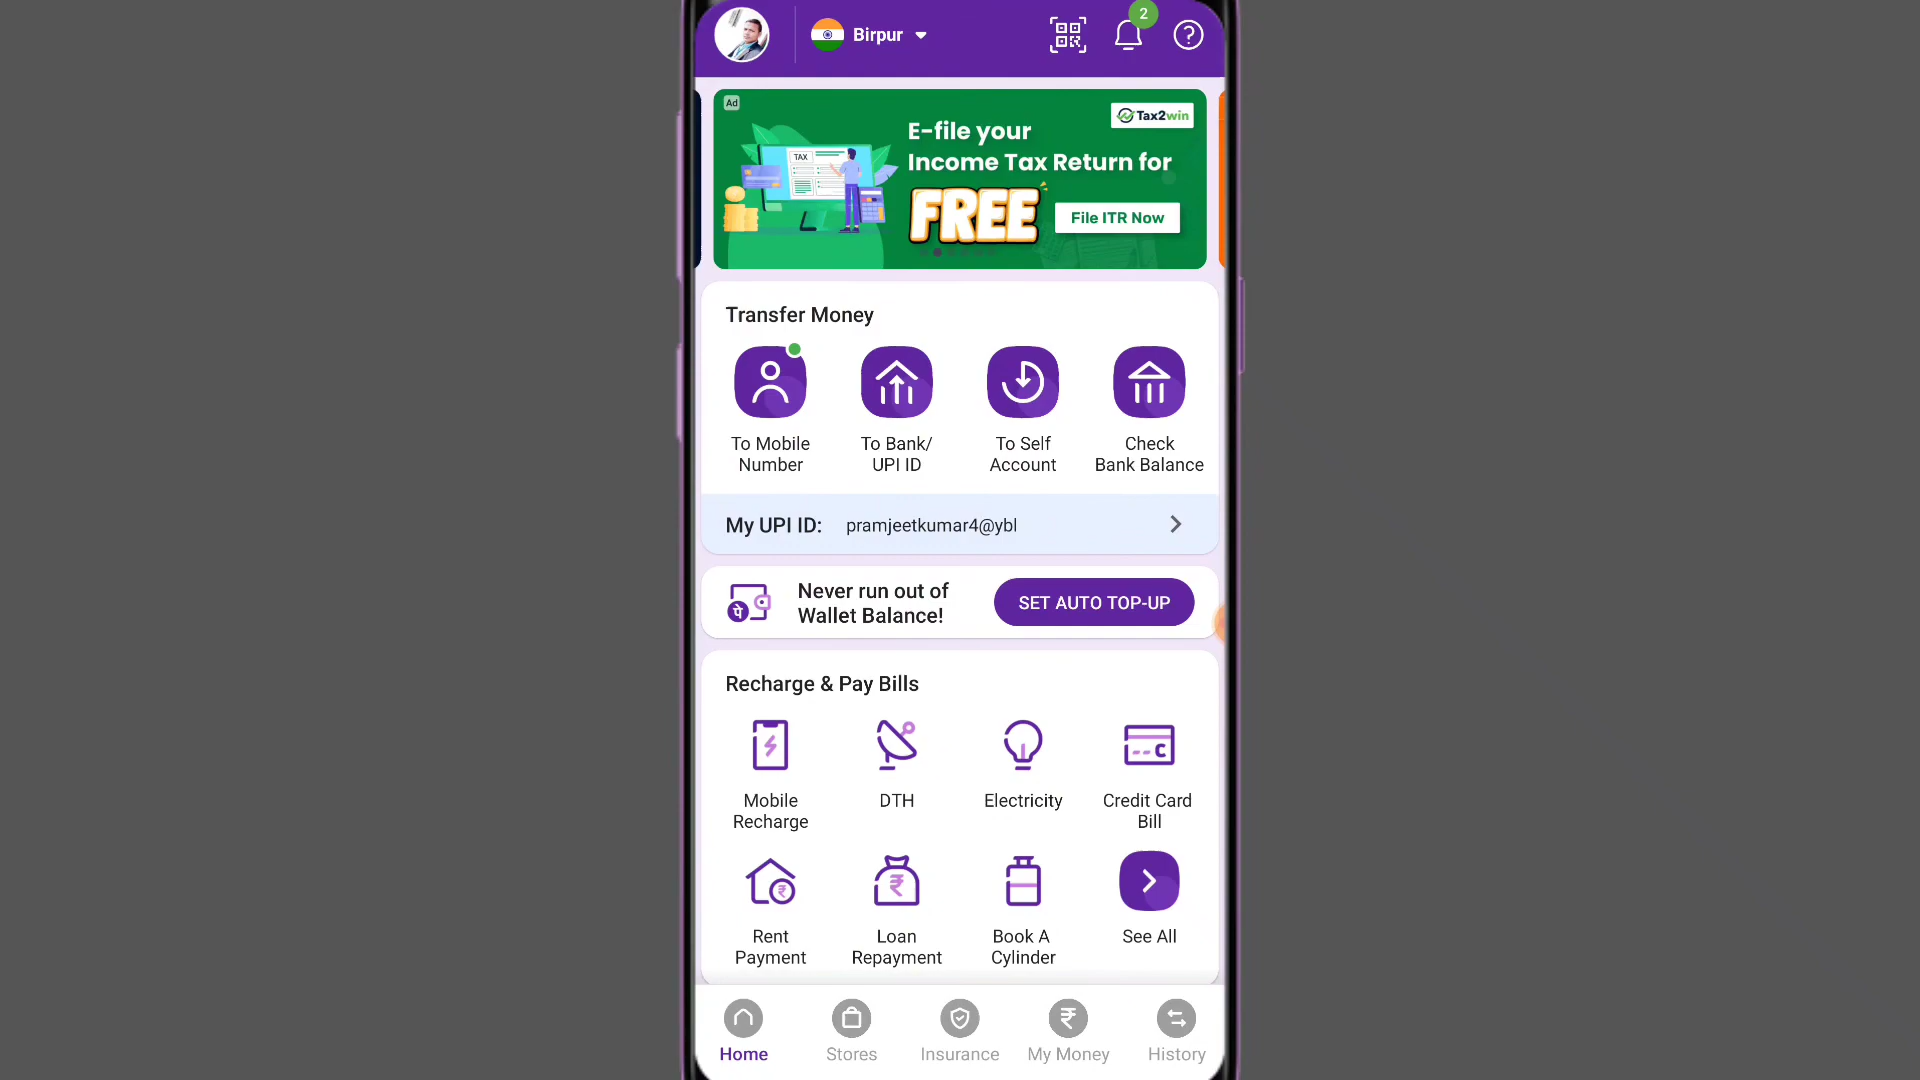 Birpur
2
Ad
Tax2win
E-file your
Income Tax Return for
FREE
File ITR Now
TAX
Transfer Money
To Mobile
Number
To Bank/
UPI ID
To Self
Account
Check
Bank Balance
My UPI ID: pramjeetkumar4@ybl
Never run out of
Wallet Balance!
SET AUTO TOP-UP
पे
Recharge & Pay Bills
Mobile
Recharge
DTH
Electricity
Credit Card
Bill
Rent
Payment
Loan
Repayment
Book A
Cylinder
See All
Home
Stores
Insurance
My Money
History